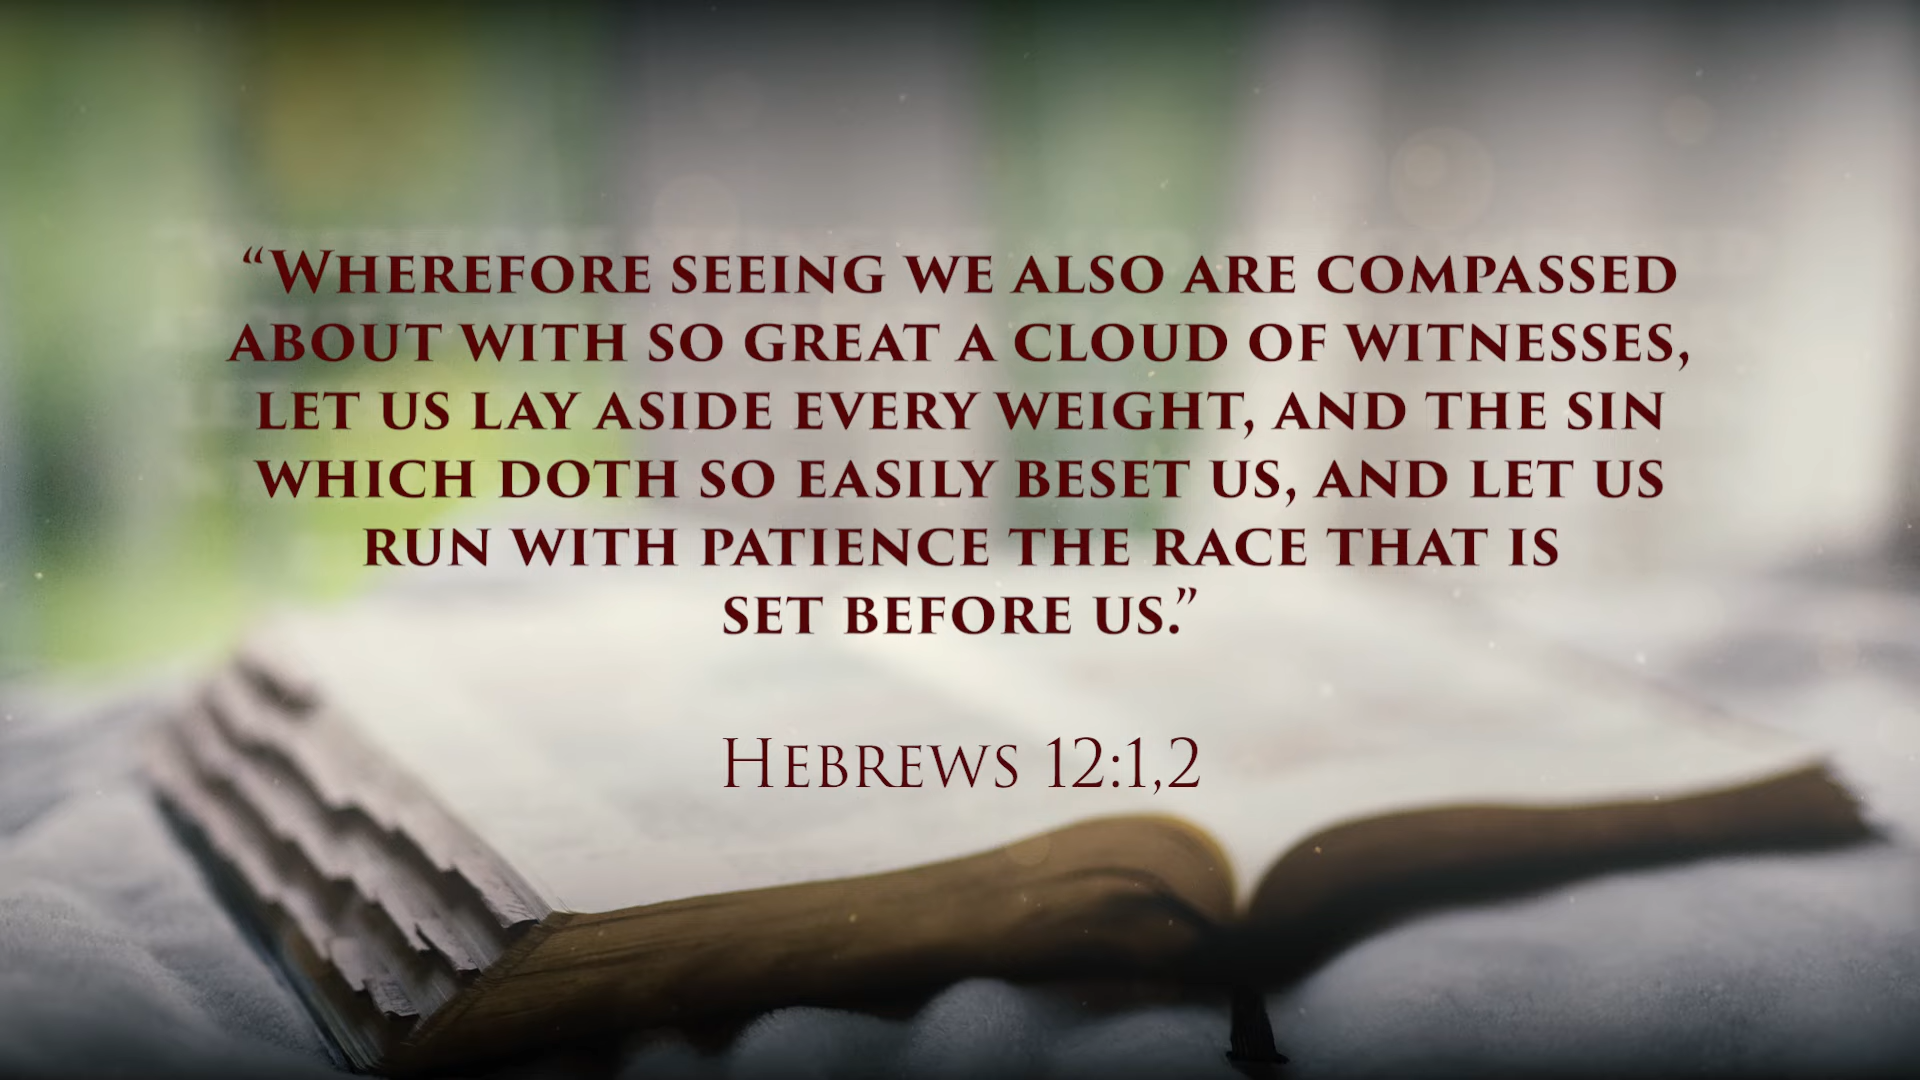 “Wherefore seeing we also are compassed
about with so great a cloud of witnesses,
let us lay aside every weight, and the sin
which doth so easily beset us, and let us
run with patience the race that is
set before us.”
Hebrews 12:1,2